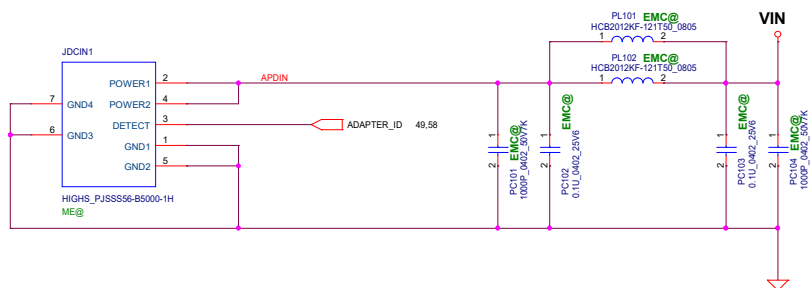 PL101 EMC@
HCB2012KF-121T50_0805
1 2
VIN
JDCIN1
PL102 EMC@
HCB2012KF-121T50_0805
1 2
POWER1 2
APDIN
7 GND4
POWER2 4
DETECT 3
ADAPTER_ID 49,58
6 GND3
GND1 1
GND2 5
HIGHS_PJSSS56-B5000-1H
ME@
1
2
EMC@
PC101
1000P_0402_50V7K
1
2
EMC@
PC102
0.1U_0402_25V6
1
2
EMC@
PC103
0.1U_0402_25V6
1
2
EMC@
PC104
1000P_0402_50V7K